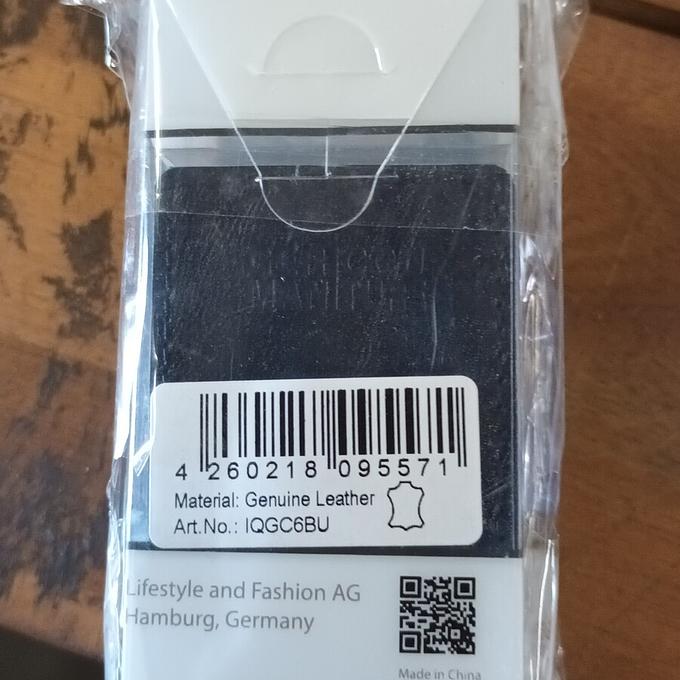 4 260218 095571
Material: Genuine Leather
Art.No.: IQGC6BU
Lifestyle and Fashion AG
Hamburg, Germany
Made in China